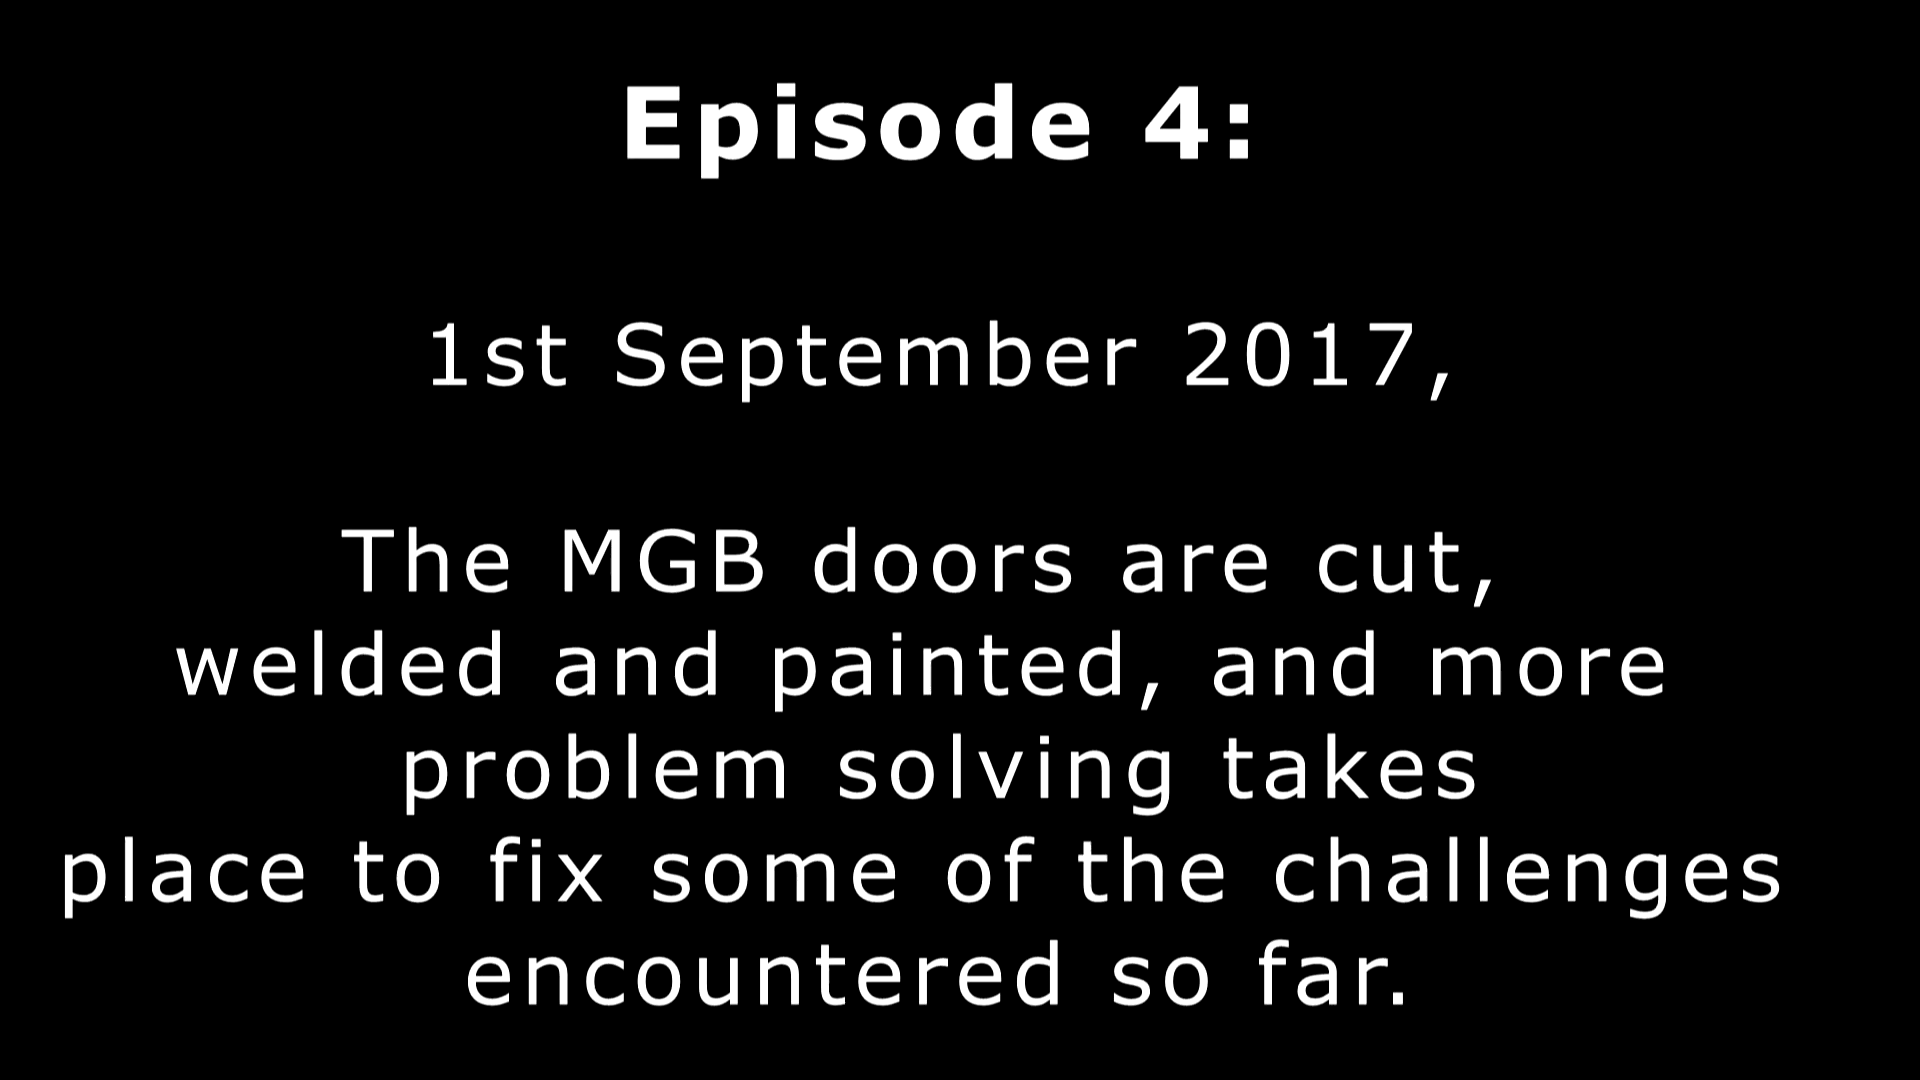 Episode 4:
1st September 2017,
The MGB doors are cut,
welded and painted, and more
problem solving takes
place to fix some of the challenges
encountered so far.